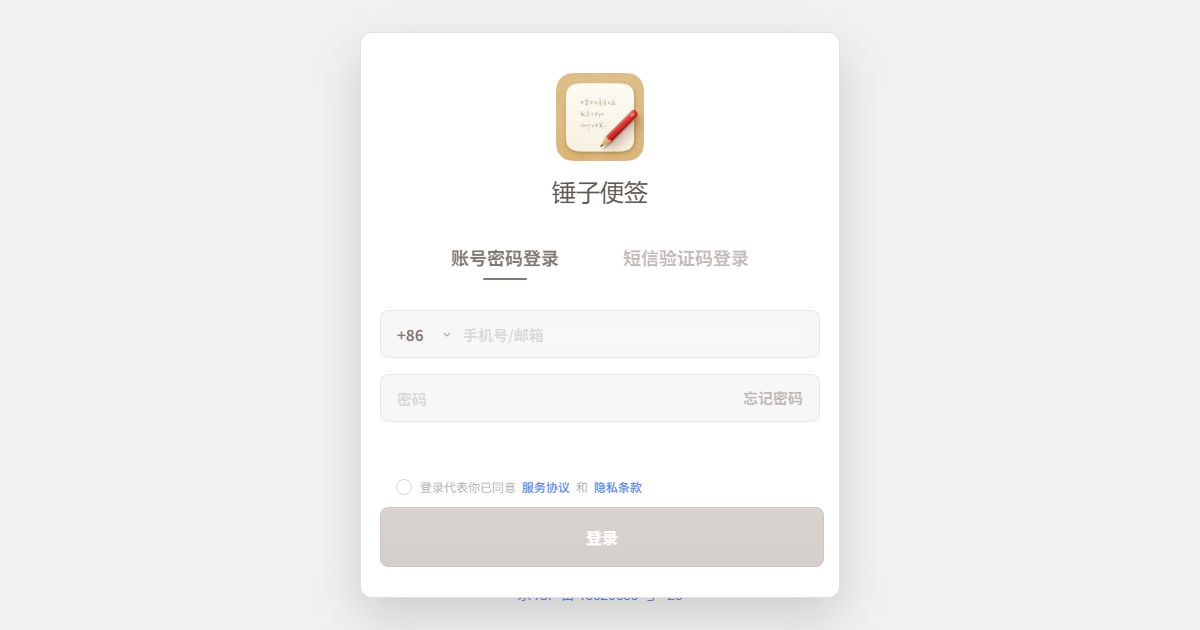 锤子便签
账号密码登录 短信验证码登录
+86 手机号/邮箱
密码 忘记密码
登录代表你已同意 服务协议 和 隐私条款
登录